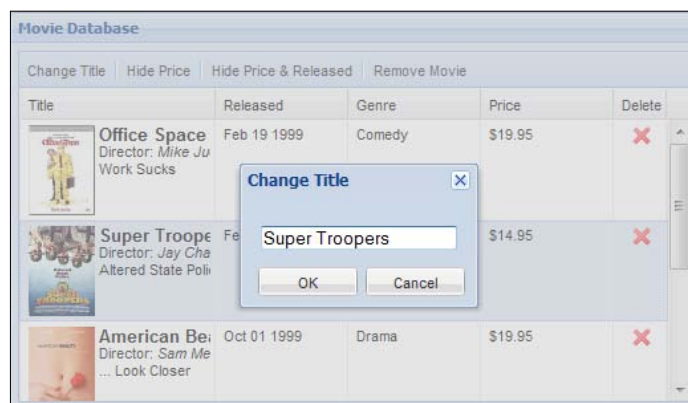 Movie Database
Change Title Hide Price Hide Price & Released Remove Movie
Title Released Genre Price Delete
Office Space Feb 19 1999 Comedy $19.95
Director: Mike Ju
Work Sucks
Change Title
Super Troope Fe $14.95
Director: Jay Cha
Altered State Poli
Super Troopers
OK Cancel
American Be Oct 01 1999 Drama $19.95
Director: Sam Me
... Look Closer